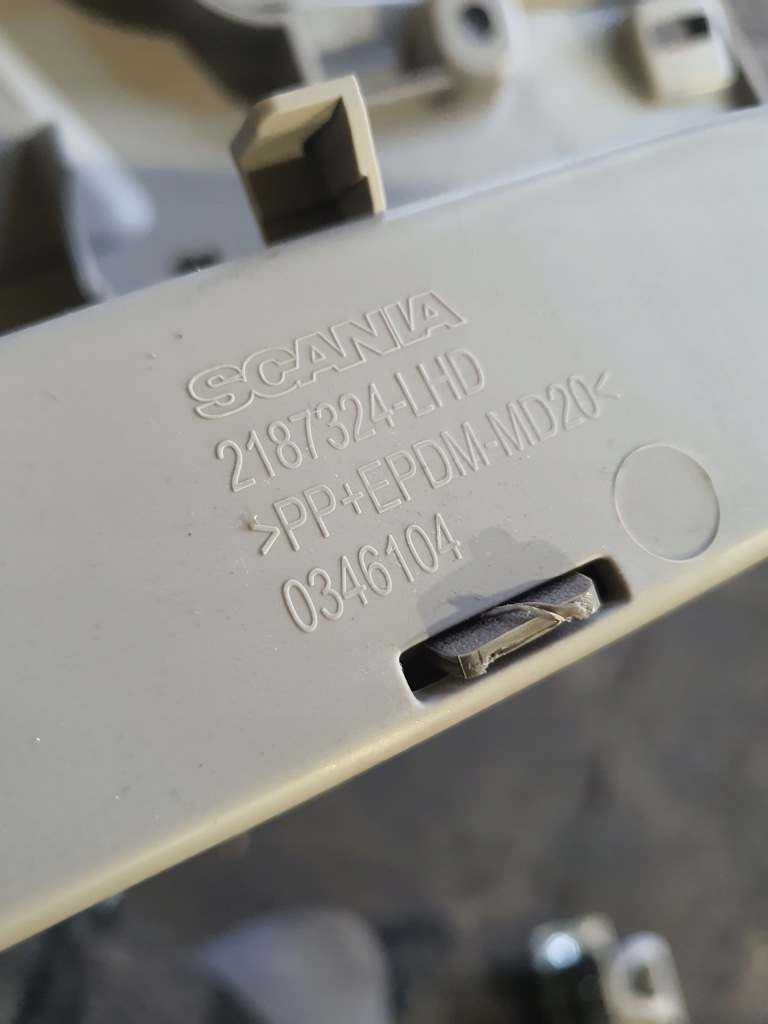 SCANIA
2187324-LHD
>PP+EPDM-MD20<
0346104